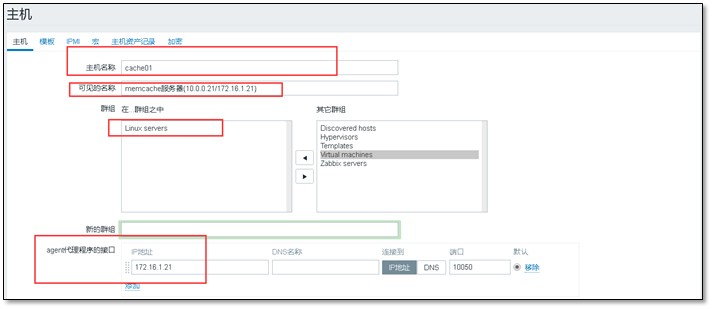 主机
主机 模板 IPMI 宏 主机资产记录 加密
主机名称 cache01
可见的名称 memcache服务器(10.0.0.21/172.16.1.21)
群组 在...群组之中 其它群组
Linux servers
Discovered hosts
Hypervisors
Templates
Virtual machines
Zabbix servers
新的群组
agent代理程序的接口 IP地址 DNS名称 连接到 端口 默认
172.16.1.21 IP地址 DNS 10050 移除
添加